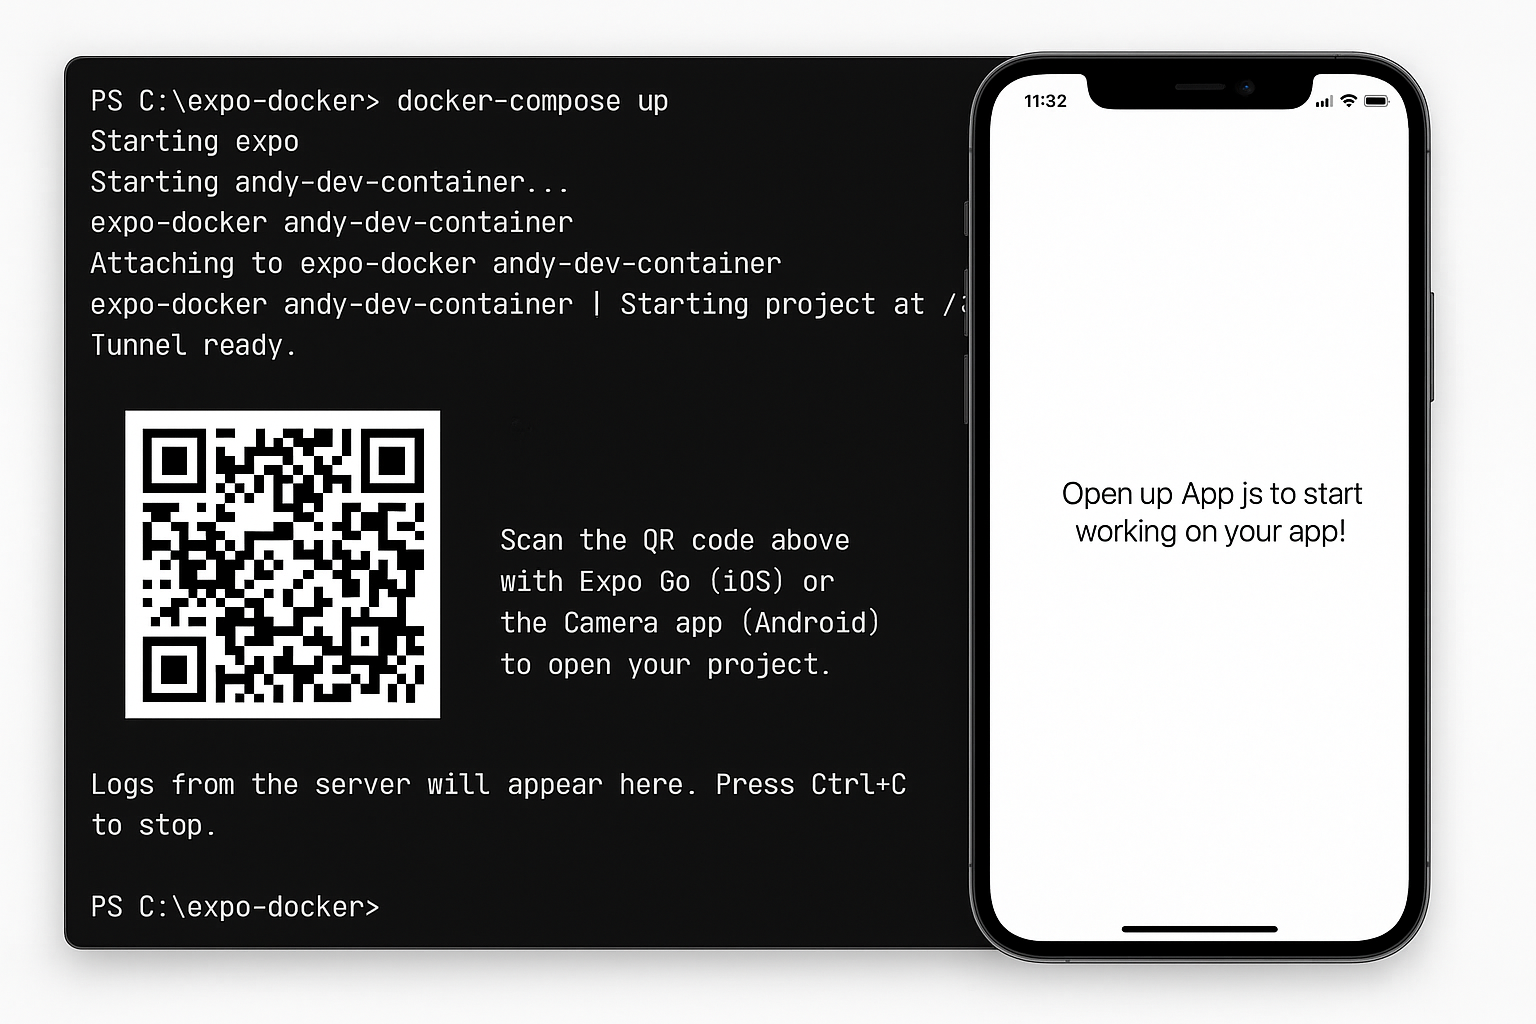 PS C:\expo-docker> docker-compose up
Starting expo
Starting andy-dev-container...
expo-docker andy-dev-container
Attaching to expo-docker andy-dev-container
expo-docker andy-dev-container | Starting project at
Tunnel ready.
Scan the QR code above
with Expo Go (iOS) or
the Camera app (Android)
to open your project.
Logs from the server will appear here. Press Ctrl+C
to stop.
PS C:\expo-docker>
11:32
Open up App js to start
working on your app!